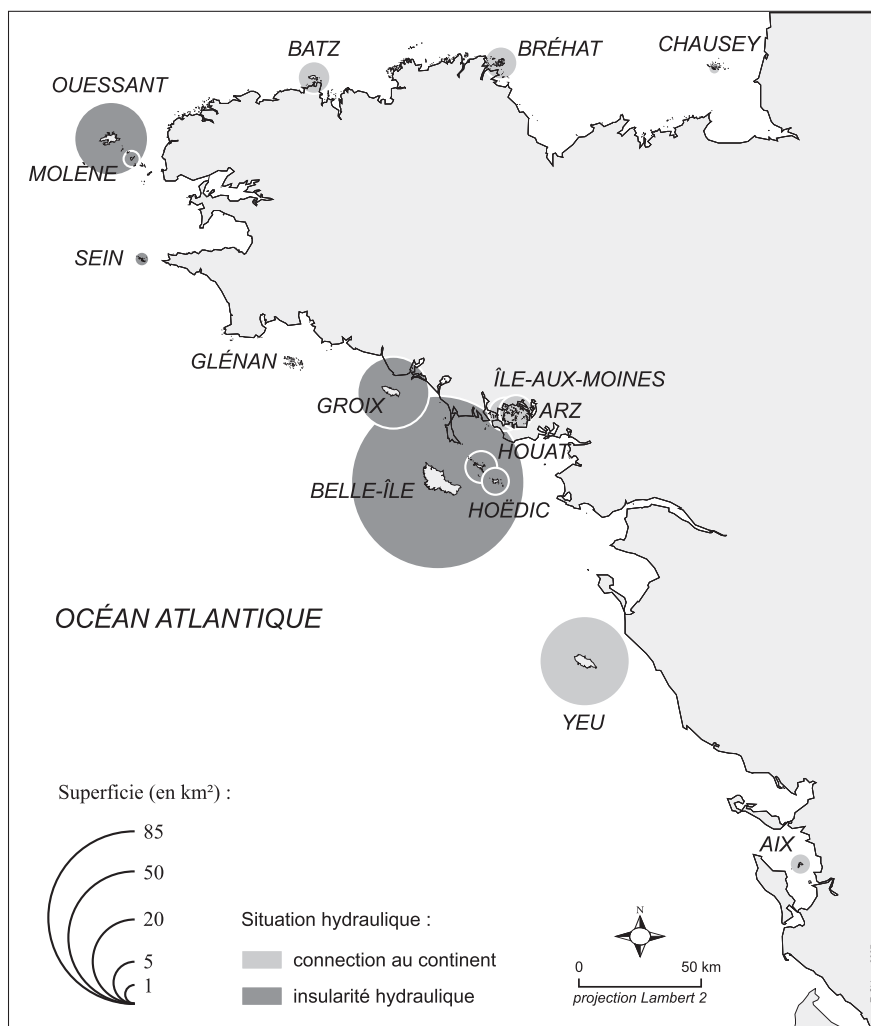 BATZ
BRÉHAT
CHAUSEY
OUESSANT
MOLÈNE
SEIN
GLÉNAN
ÎLE-AUX-MOINES
GROIX
ARZ
HOUAT
BELLE-ÎLE
HOËDIC
OCÉAN ATLANTIQUE
YEU
AIX
Superficie (en km²) :
85
50
20
5
1
Situation hydraulique :
connection au continent
insularité hydraulique
N
0 50 km
projection Lambert 2